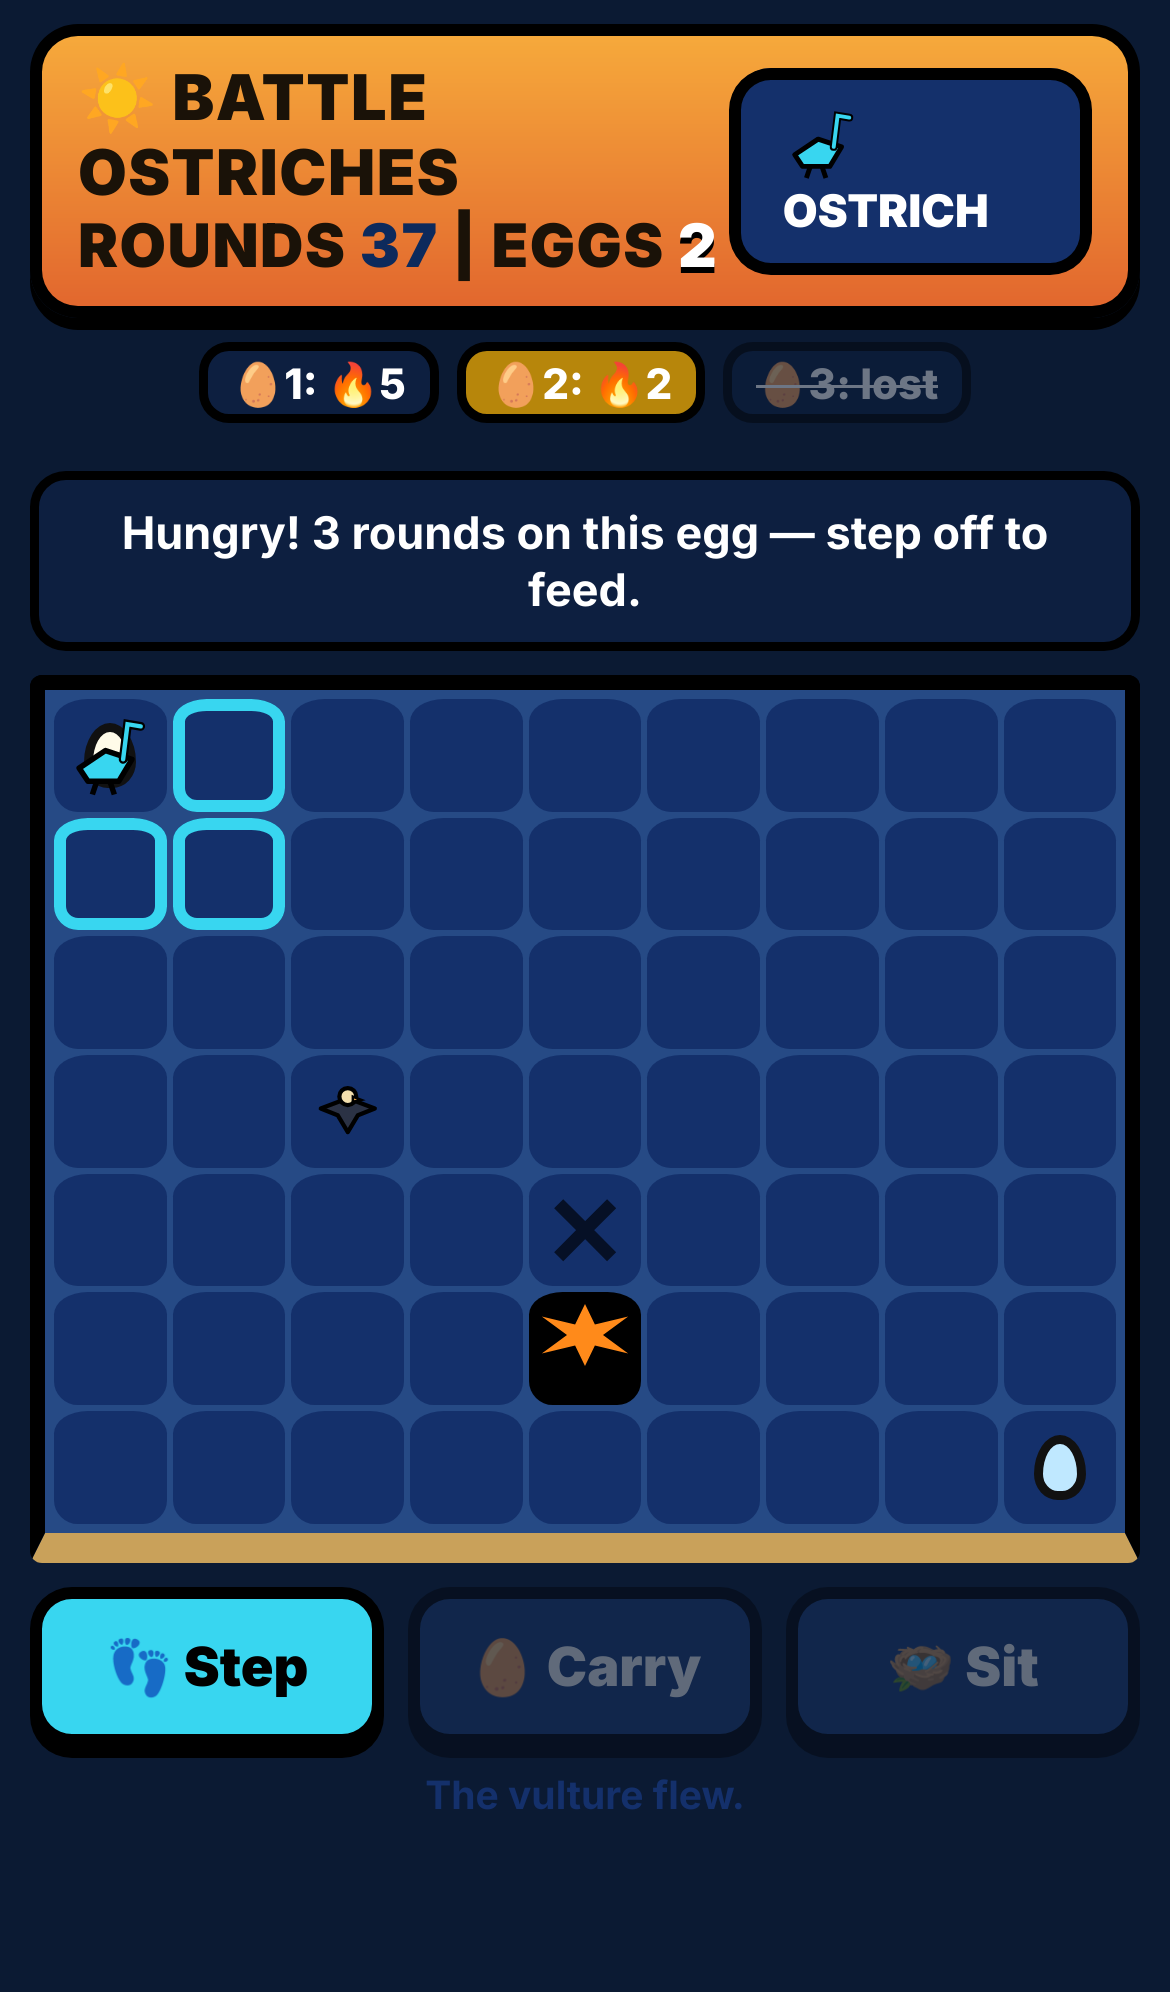 ☀️ BATTLE
OSTRICHES
ROUNDS 37 | EGGS 2
OSTRICH
🥚1: 🔥5
🥚2: 🔥2
🥚3: lost
Hungry! 3 rounds on this egg — step off to
feed.
👣 Step
🥚 Carry
🪺 Sit
The vulture flew.